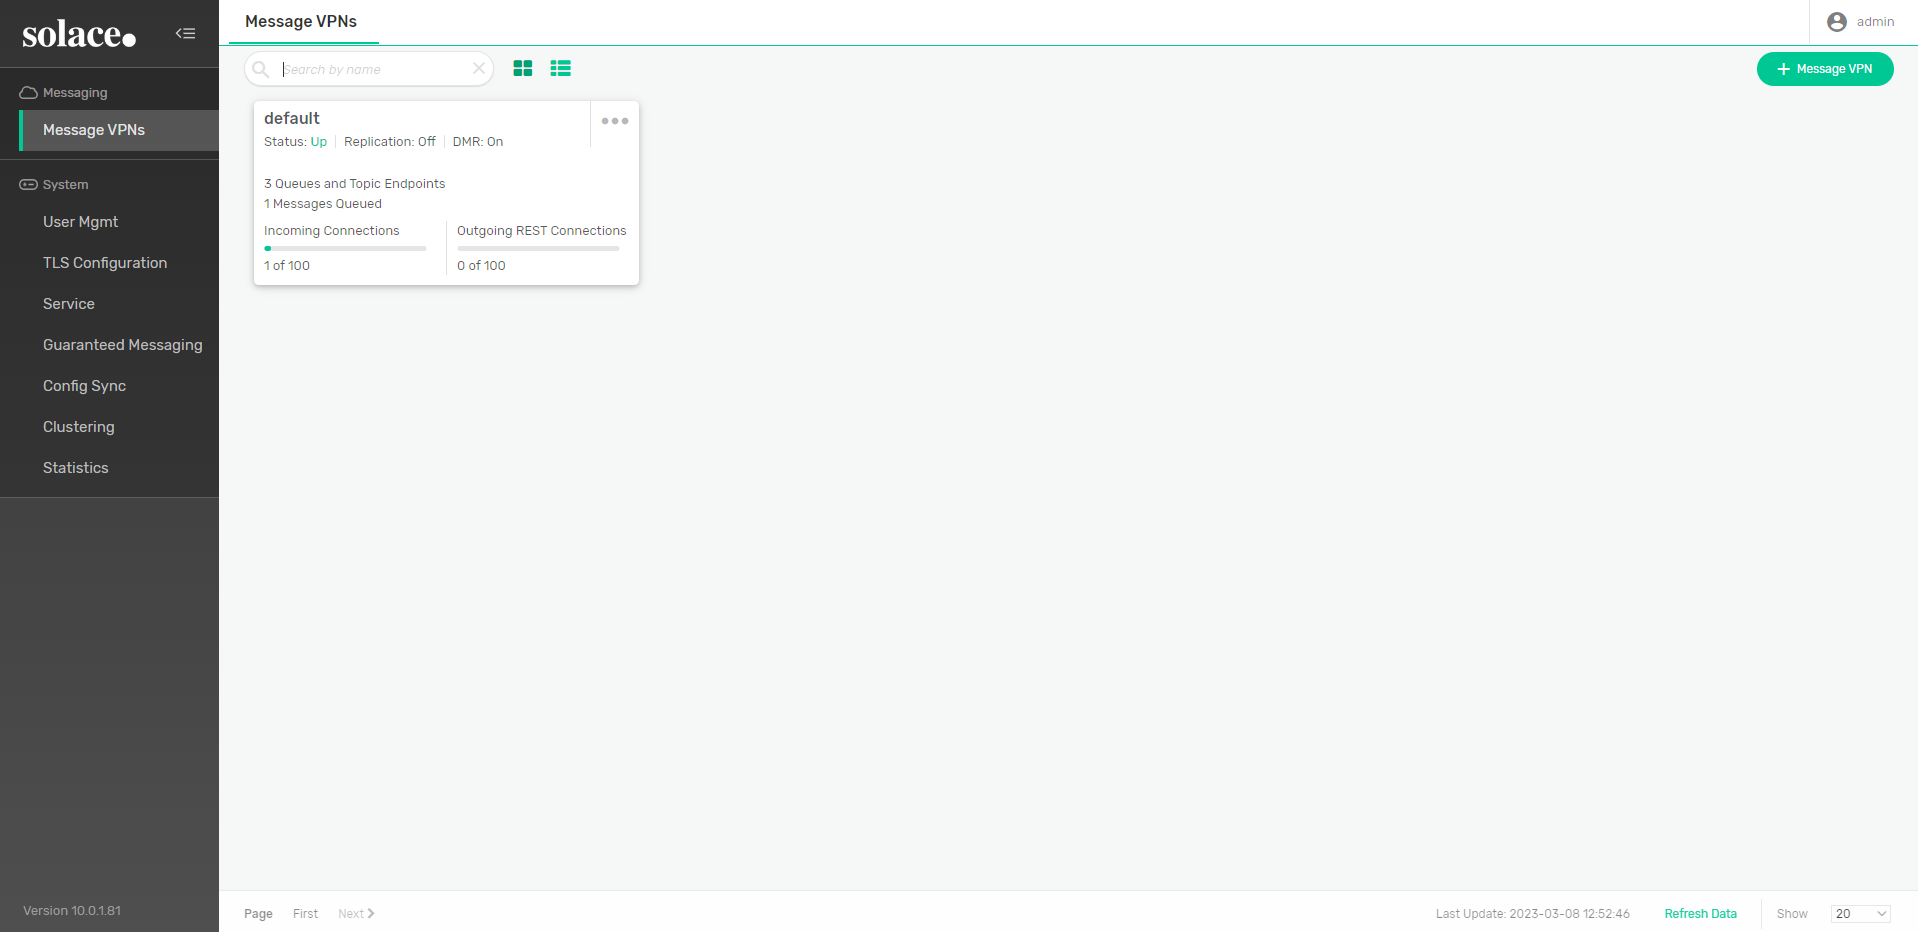 solace.
Messaging
Message VPNs
System
User Mgmt
TLS Configuration
Service
Guaranteed Messaging
Config Sync
Clustering
Statistics
Version 10.0.1.81
Message VPNs
admin
Search by name
Message VPN
default
Status: Up Replication: Off DMR: On
3 Queues and Topic Endpoints
1 Messages Queued
Incoming Connections
1 of 100
Outgoing REST Connections
0 of 100
Page First Next
Last Update: 2023-03-08 12:52:46 Refresh Data Show 20